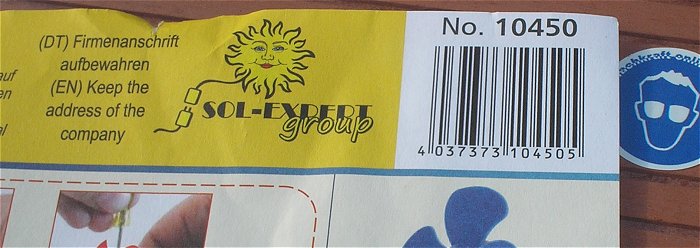 (DT) Firmenanschrift
aufbewahren
(EN) Keep the
address of the
company
SOL-EXPERT
group
No. 10450
4 037373 104505